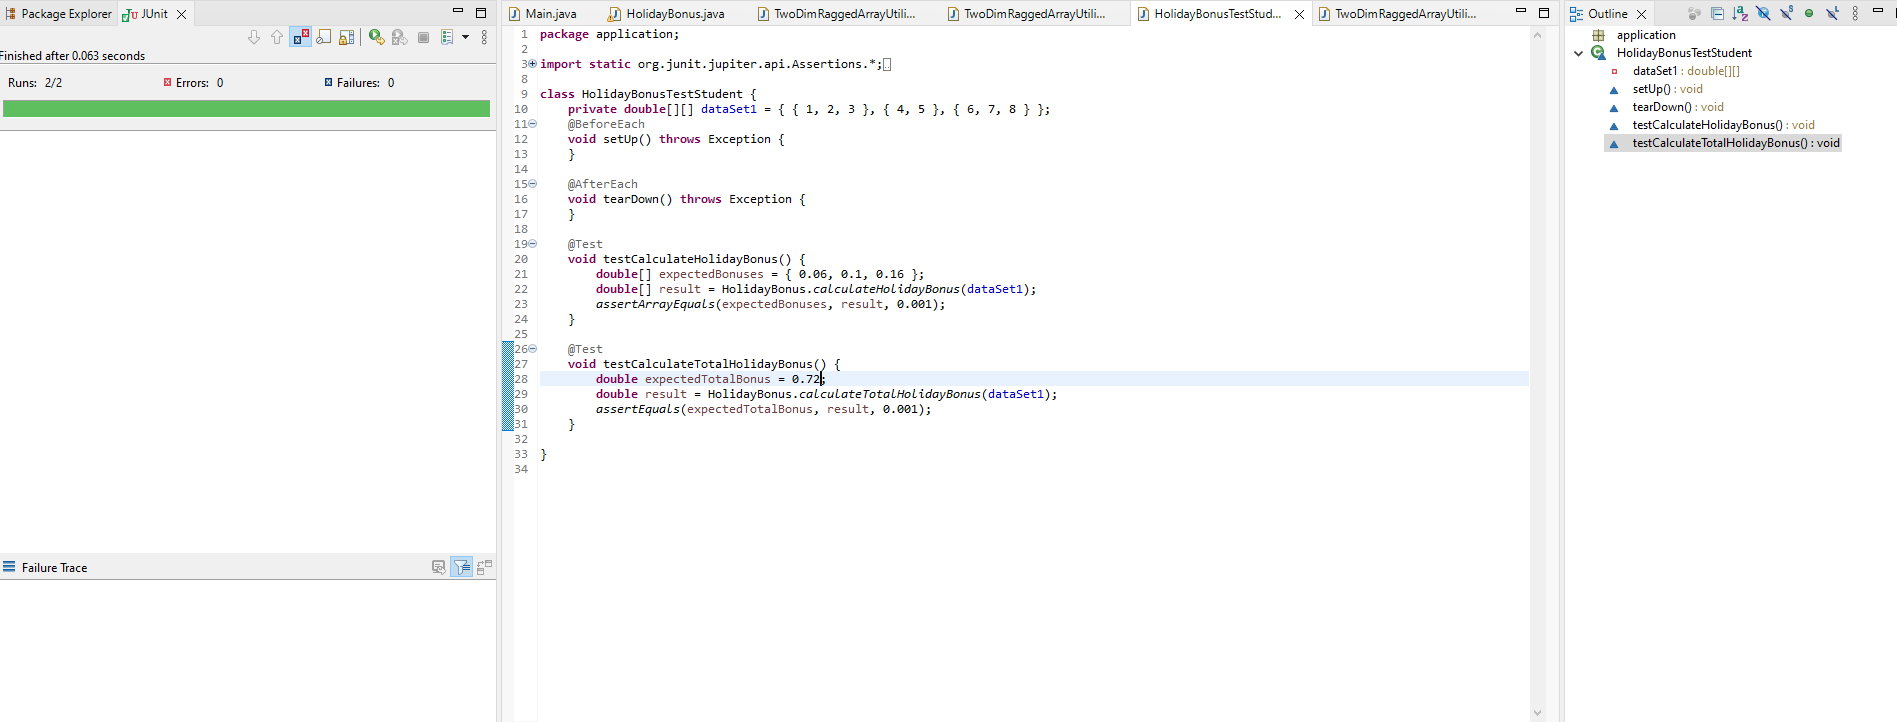 Package Explorer JUnit
Finished after 0.063 seconds
Runs: 2/2 Errors: 0 Failures: 0
Failure Trace
Main.java HolidayBonus.java TwoDimRaggedArrayUtili... TwoDimRaggedArrayUtili... HolidayBonusTestStud... TwoDimRaggedArrayUtili...
1 package application;
2
3 import static org.junit.jupiter.api.Assertions.*;
8
9 class HolidayBonusTestStudent {
10 private double[][] dataSet1 = { { 1, 2, 3 }, { 4, 5 }, { 6, 7, 8 } };
11 @BeforeEach
12 void setUp() throws Exception {
13 }
14
15 @AfterEach
16 void tearDown() throws Exception {
17 }
18
19 @Test
20 void testCalculateHolidayBonus() {
21 double[] expectedBonuses = { 0.06, 0.1, 0.16 };
22 double[] result = HolidayBonus.calculateHolidayBonus(dataSet1);
23 assertArrayEquals(expectedBonuses, result, 0.001);
24 }
25
26 @Test
27 void testCalculateTotalHolidayBonus() {
28 double expectedTotalBonus = 0.72;
29 double result = HolidayBonus.calculateTotalHolidayBonus(dataSet1);
30 assertEquals(expectedTotalBonus, result, 0.001);
31 }
32
33 }
34
Outline
application
HolidayBonusTestStudent
dataSet1 : double[][]
setUp() : void
tearDown() : void
testCalculateHolidayBonus() : void
testCalculateTotalHolidayBonus() : void